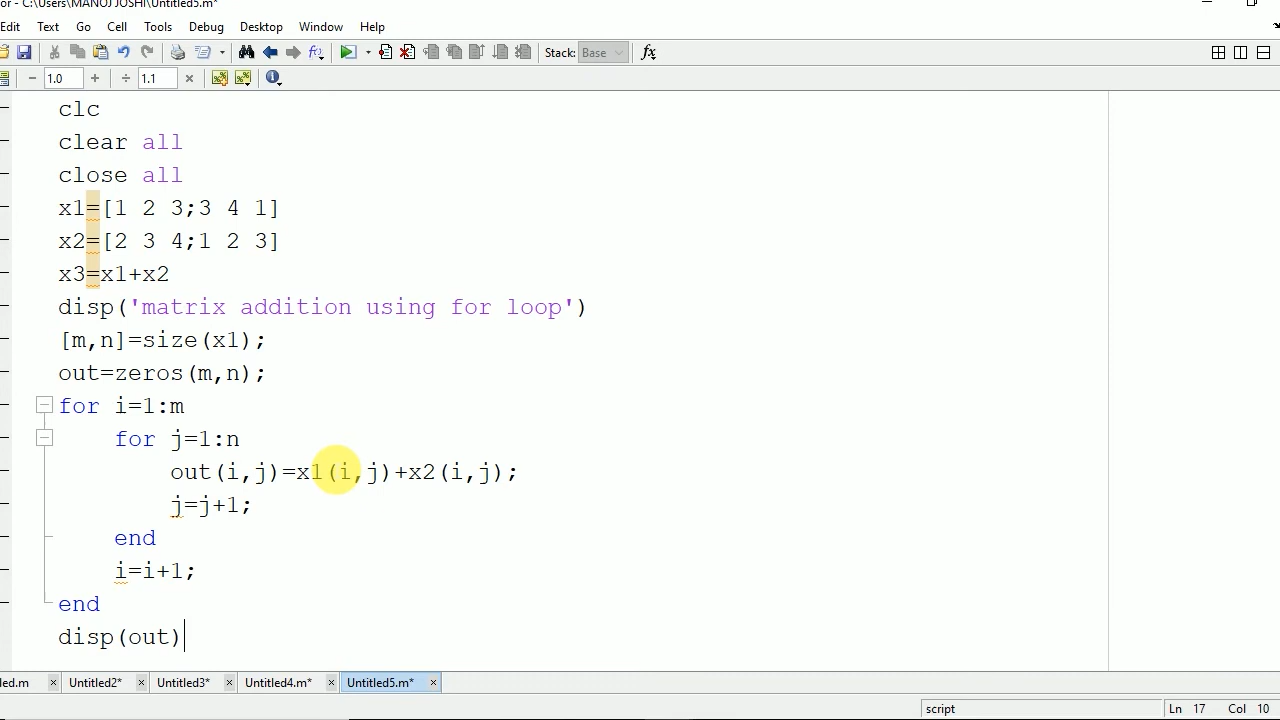 or - C:\Users\MANOJ JOSHI\Untitled5.m*
Edit Text Go Cell Tools Debug Desktop Window Help
Stack: Base fx
− 1.0 + ÷ 1.1 ×
clc
clear all
close all
x1=[1 2 3;3 4 1]
x2=[2 3 4;1 2 3]
x3=x1+x2
disp('matrix addition using for loop')
[m,n]=size(x1);
out=zeros(m,n);
for i=1:m
for j=1:n
out(i,j)=x1(i,j)+x2(i,j);
j=j+1;
end
i=i+1;
end
disp(out)
led.m × Untitled2* × Untitled3* × Untitled4.m* × Untitled5.m* ×
script Ln 17 Col 10